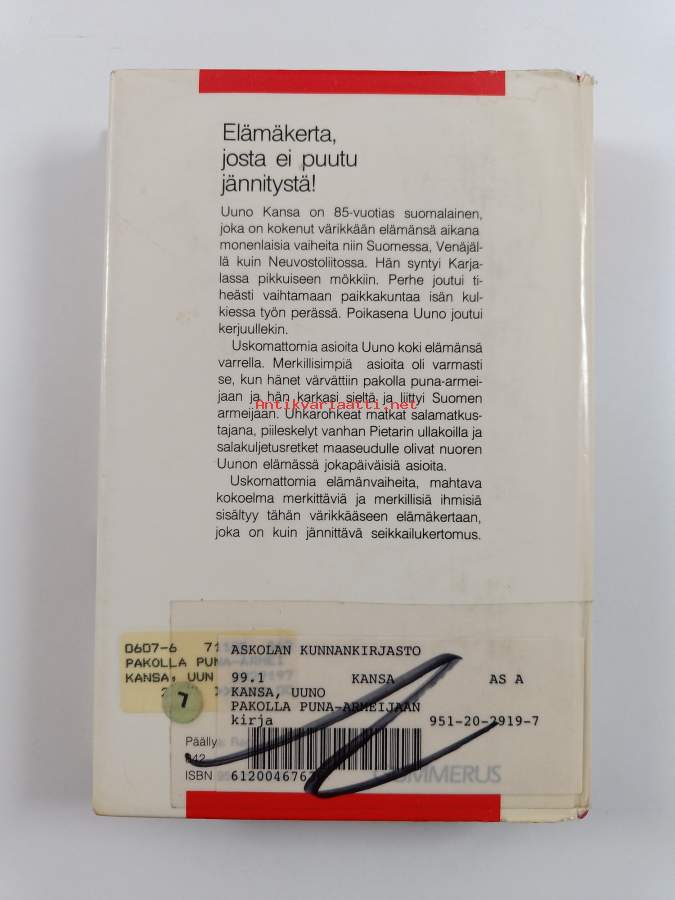 Elämäkerta,
josta ei puutu
jännitystä!
Uuno Kansa on 85-vuotias suomalainen,
joka on kokenut värikkään elämänsä aikana
monenlaisia vaiheita niin Suomessa, Venäjäl-
lä kuin Neuvostoliitossa. Hän syntyi Karja-
lassa pikkuiseen mökkiin. Perhe joutui ti-
heästi vaihtamaan paikkakuntaa isän kul-
kiessa työn perässä. Poikasena Uuno joutui
kerjuullekin.
Uskomattomia asioita Uuno koki elämänsä
varrella. Merkillisimpiä asioita oli varmasti
se, kun hänet värvättiin pakolla puna-armei-
jaan ja hän karkasi sieltä ja liittyi Suomen
Antikvariaatti.net
armeijaan. Uhkarohkeat matkat salamatkus-
tajana, piileskelyt vanhan Pietarin ullakoilla ja
salakuljetusretket maaseudulle olivat nuoren
Uunon elämässä jokapäiväisiä asioita.
Uskomattomia elämänvaiheita, mahtava
kokoelma merkittäviä ja merkillisiä ihmisiä
sisältyy tähän värikkääseen elämäkertaan,
joka on kuin jännittävä seikkailukertomus.
0607-6
PAKOLLA PUNA-ARMEI
KANSA, UUN
7
ASKOLAN KUNNANKIRJASTO
99.1 KANSA AS A
KANSA, UUNO
PAKOLLA PUNA-ARMEIJAAN
kirja 951-20-2919-7
Päällys:
ISBN
GUMMERUS